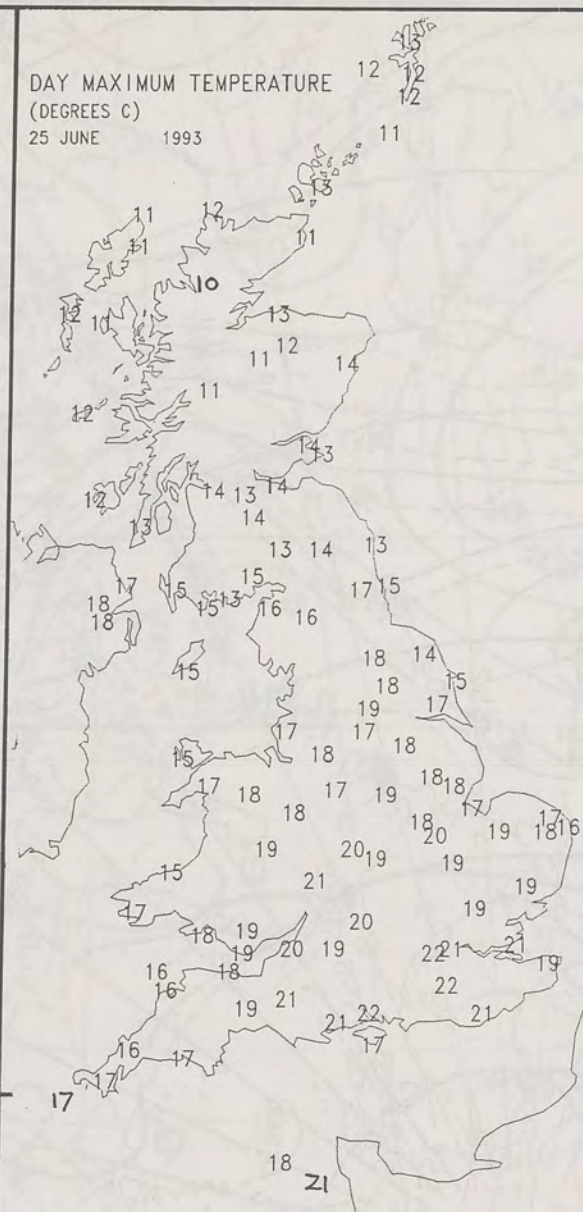 DAY MAXIMUM TEMPERATURE
(DEGREES C)
25 JUNE 1993
13
12 12
12
11
13
11 12
11 11
10
12 11 13
12
11 14
11
12
14
13
12 14 13 14
13 14
13 14 13
15
17 15 13 17 15
18 15 16
18 16
15 18 14
18 15
19 17
17 17
15 18 18
17 18 17 19 18 18
18 17
18 19 17 16
20 18
19 20 19 19
15 21 19
17 19
18 19 20
19 20 19 22 21 21
16 18 19
16 22
19 21 21 22 21
16 17 17
17
17
18
21